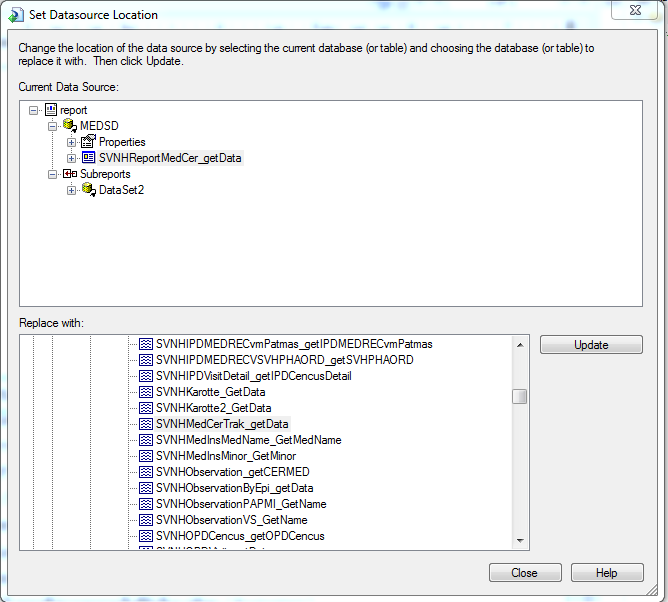 Set Datasource Location
Change the location of the data source by selecting the current database (or table) and choosing the database (or table) to
replace it with. Then click Update.
Current Data Source:
report
MEDSD
Properties
SVNHReportMedCer_getData
Subreports
DataSet2
Replace with:
SVNHIPDMEDRECvmPatmas_getIPDMEDRECvmPatmas
SVNHIPDMEDRECVSVHPHAORD_getSVHPHAORD
SVNHIPDVisitDetail_getIPDCencusDetail
SVNHKarotte_GetData
SVNHKarotte2_GetData
SVNHMedCerTrak_getData
SVNHMedInsMedName_GetMedName
SVNHMedInsMinor_GetMinor
SVNHObservation_getCERMED
SVNHObservationByEpi_getData
SVNHObservationPAPMI_GetName
SVNHObservationVS_GetName
SVNHOPDCencus_getOPDCencus
Update
Close
Help